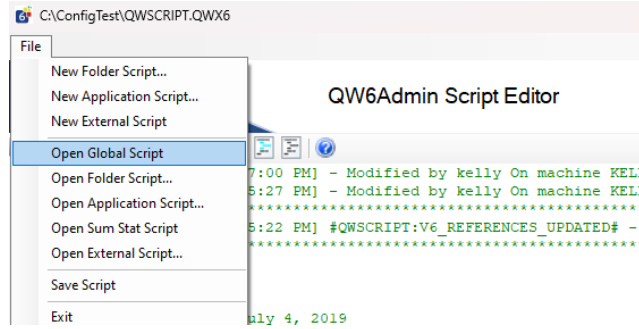 C:\ConfigTest\QWSCRIPT.QWX6
File
New Folder Script...
New Application Script...
New External Script
QW6Admin Script Editor
Open Global Script
Open Folder Script...
7:00 PM] - Modified by kelly On machine KELL
5:27 PM] - Modified by kelly On machine KELL
Open Application Script...
****************************************
Open Sum Stat Script
5:22 PM] #QWSCRIPT:V6_REFERENCES_UPDATED# -
****************************************
Open External Script...
Save Script
Exit
uly 4, 2019